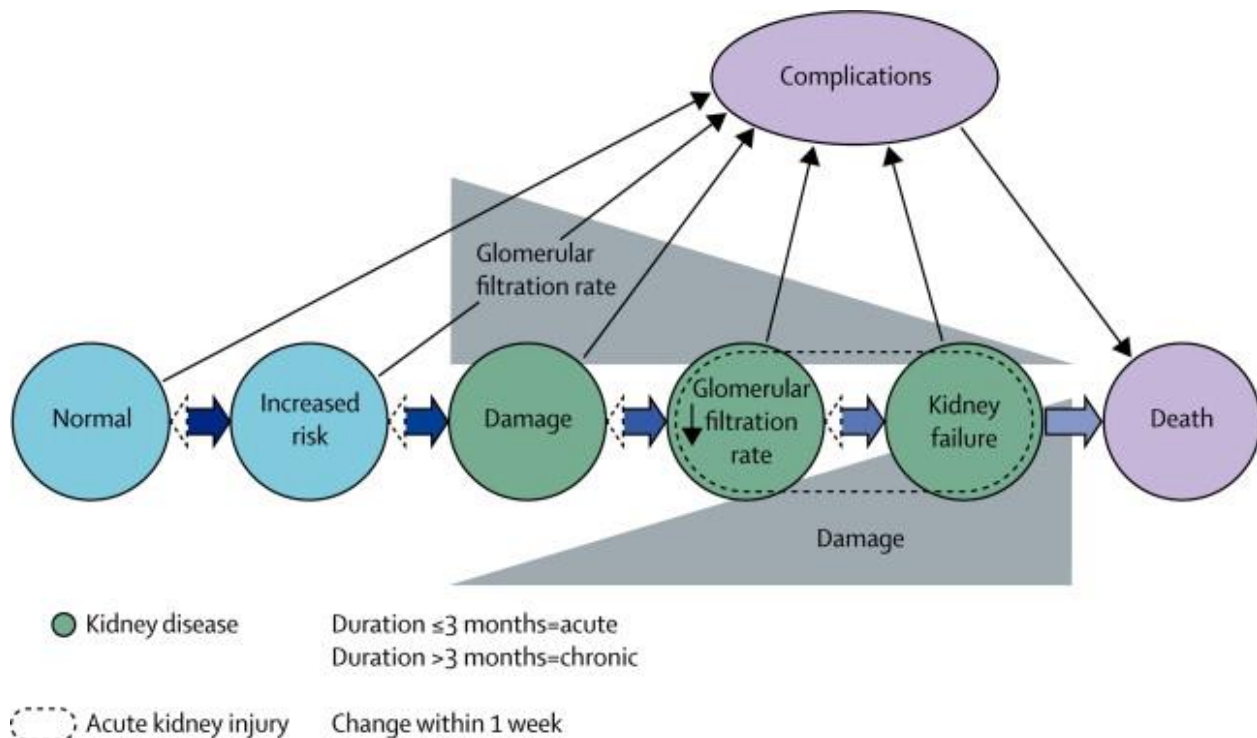 Complications
Glomerular
filtration rate
Normal
Increased
risk
Damage
Glomerular
↓ filtration
rate
Kidney
failure
Death
Damage
Kidney disease
Duration ≤3 months=acute
Duration >3 months=chronic
Acute kidney injury
Change within 1 week